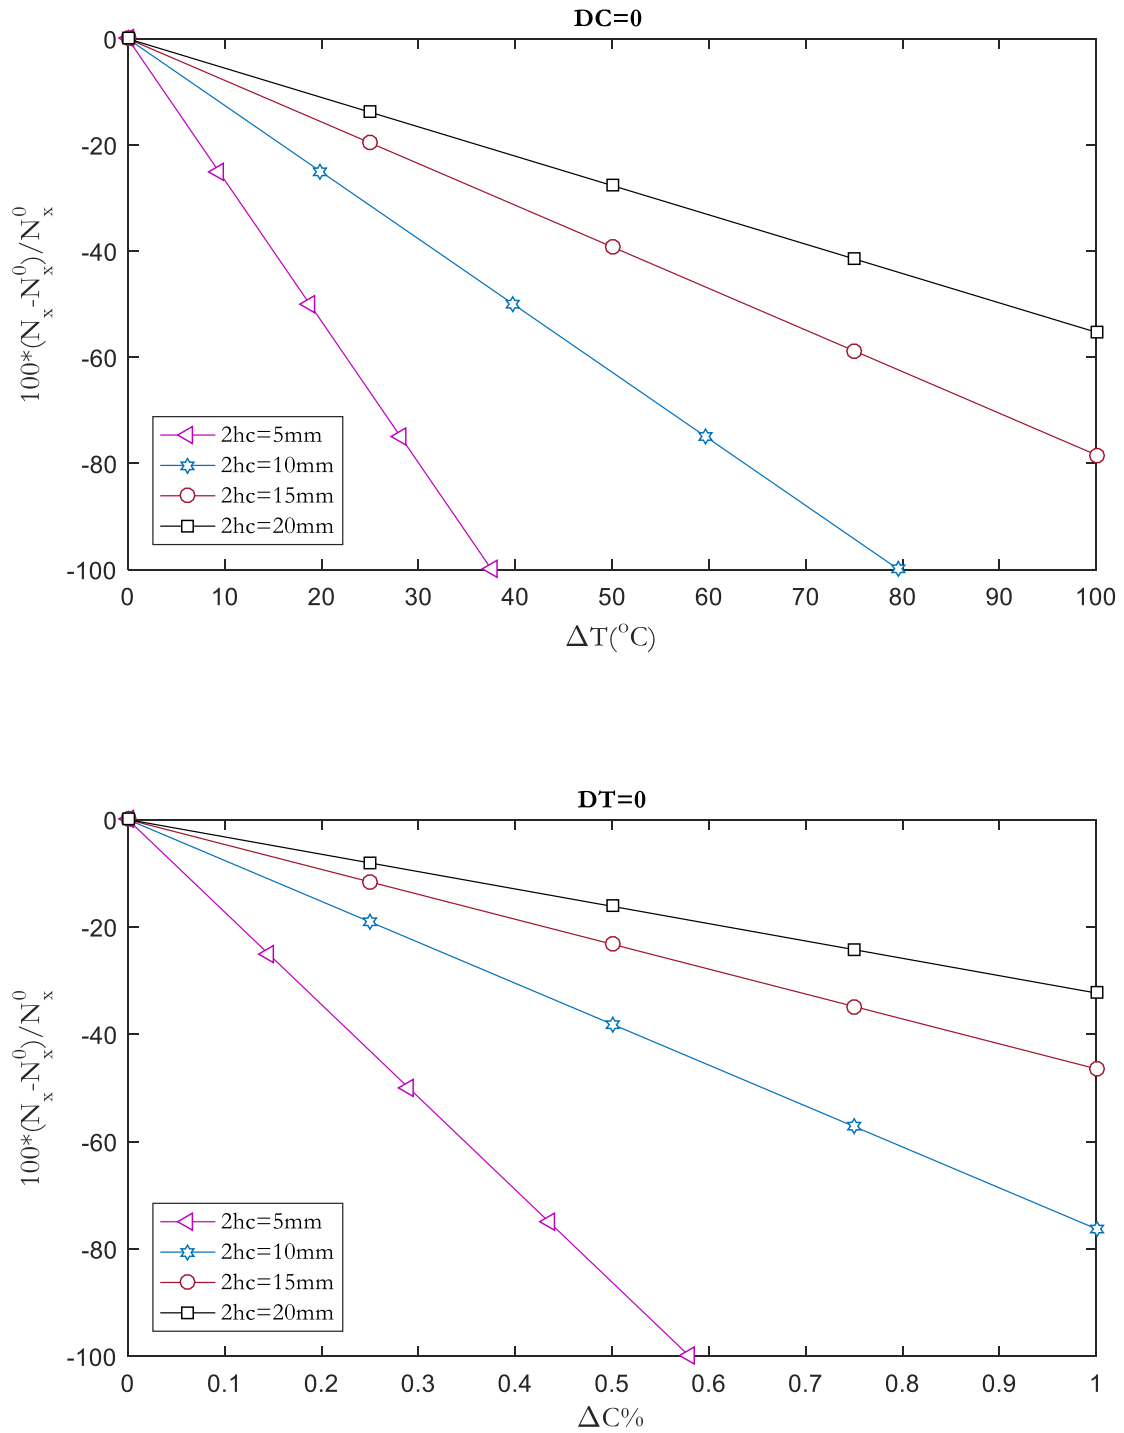 DC=0
0
-20
-40
-60
-80
-100
100*(N_x-N_x^0)/N_x^0
2hc=5mm
2hc=10mm
2hc=15mm
2hc=20mm
0 10 20 30 40 50 60 70 80 90 100
ΔT(°C)
DT=0
0
-20
-40
-60
-80
-100
100*(N_x-N_x^0)/N_x^0
2hc=5mm
2hc=10mm
2hc=15mm
2hc=20mm
0 0.1 0.2 0.3 0.4 0.5 0.6 0.7 0.8 0.9 1
ΔC%